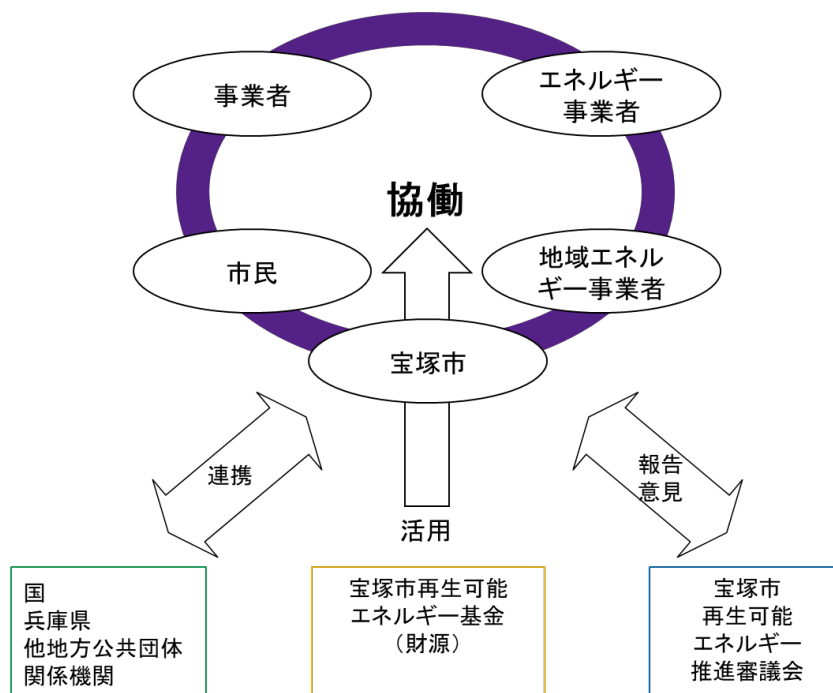 事業者
エネルギー
事業者
協働
市民
地域エネル
ギー事業者
宝塚市
連携
報告
意見
活用
国
兵庫県
他地方公共団体
関係機関
宝塚市再生可能
エネルギー基金
（財源）
宝塚市
再生可能
エネルギー
推進審議会